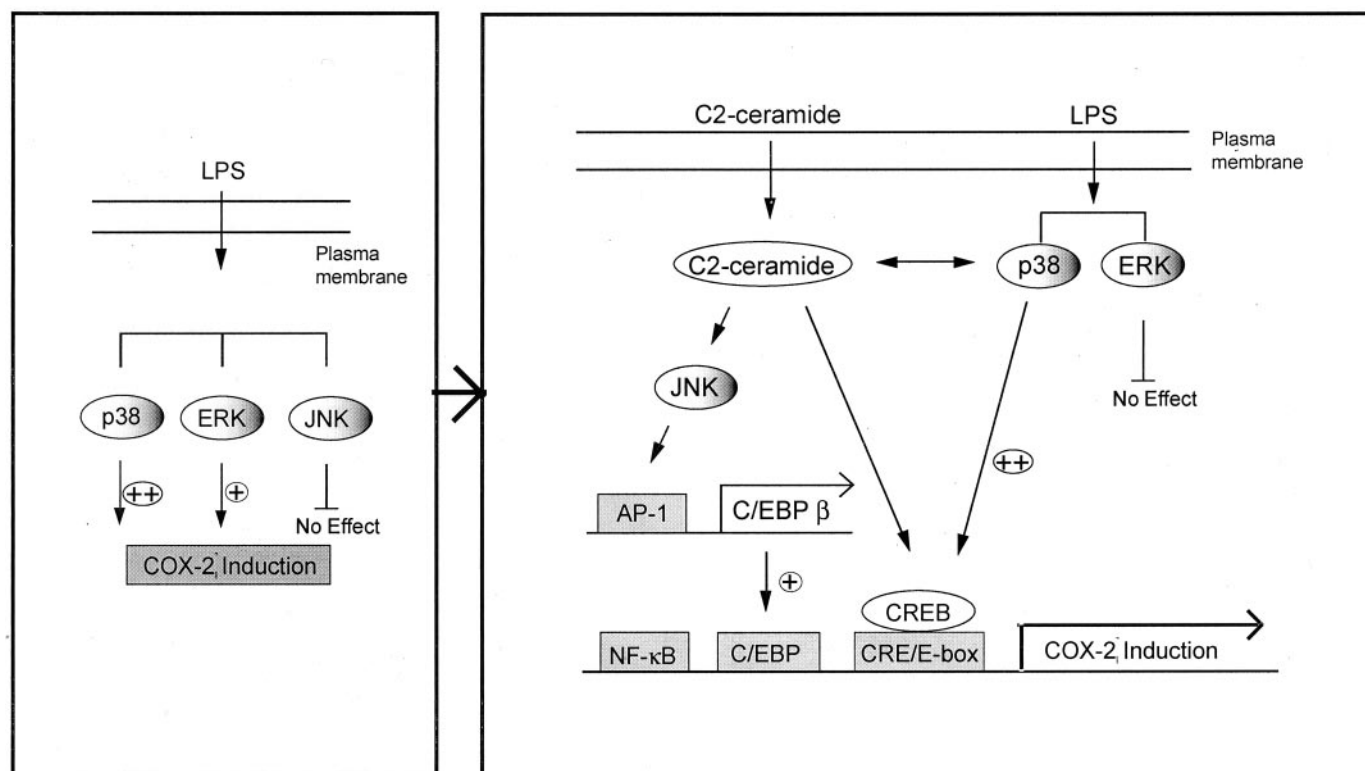 LPS
Plasma
membrane
p38
ERK
JNK
++
+
No Effect
COX-2 Induction
C2-ceramide
LPS
Plasma
membrane
C2-ceramide
p38
ERK
JNK
No Effect
++
AP-1
C/EBP β
+
CREB
NF-κB
C/EBP
CRE/E-box
COX-2 Induction